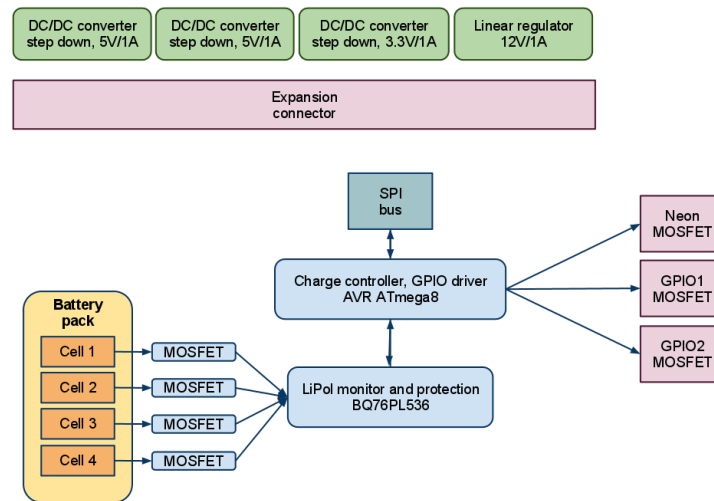 DC/DC converter
step down, 5V/1A
DC/DC converter
step down, 5V/1A
DC/DC converter
step down, 3.3V/1A
Linear regulator
12V/1A
Expansion
connector
SPI
bus
Neon
MOSFET
Charge controller, GPIO driver
AVR ATmega8
GPIO1
MOSFET
GPIO2
MOSFET
Battery
pack
Cell 1
MOSFET
Cell 2
MOSFET
Cell 3
MOSFET
Cell 4
MOSFET
LiPol monitor and protection
BQ76PL536